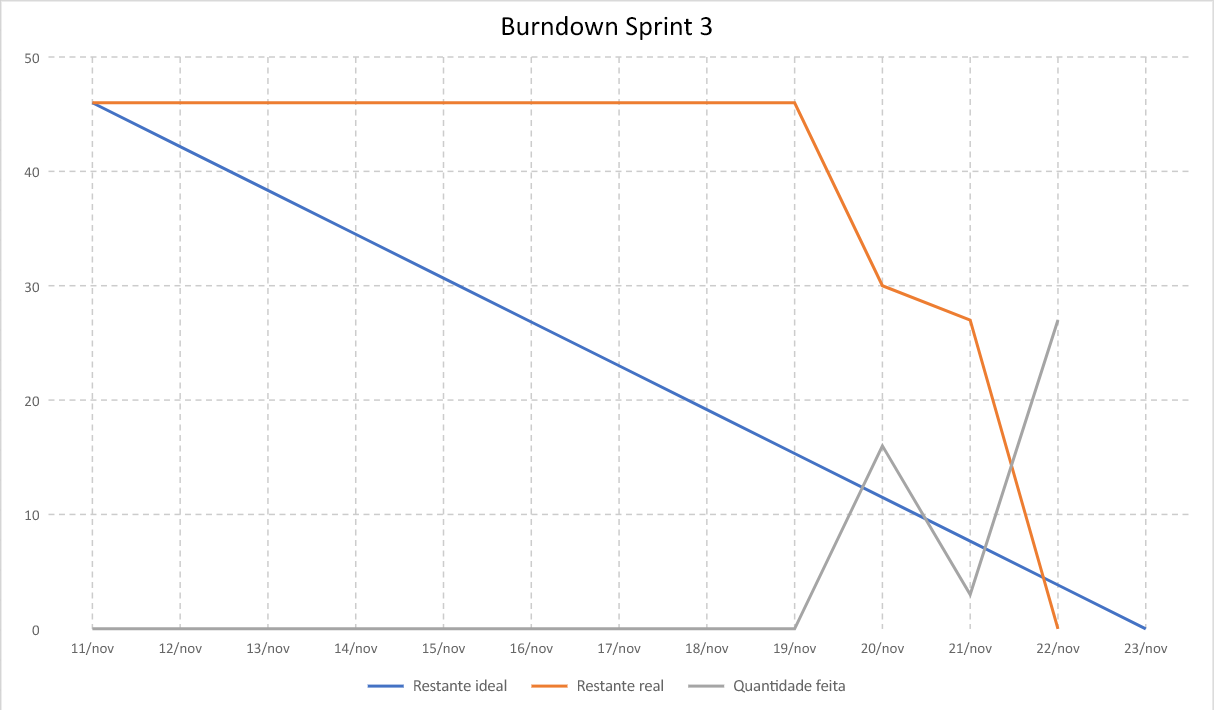 Burndown Sprint 3
50
40
30
20
10
0
11/nov 12/nov 13/nov 14/nov 15/nov 16/nov 17/nov 18/nov 19/nov 20/nov 21/nov 22/nov 23/nov
Restante ideal Restante real Quantidade feita